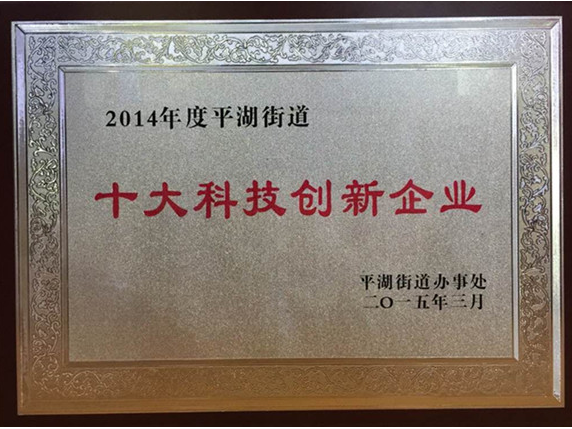 2014年度平湖街道
十大科技创新企业
平湖街道办事处
二〇一五年三月